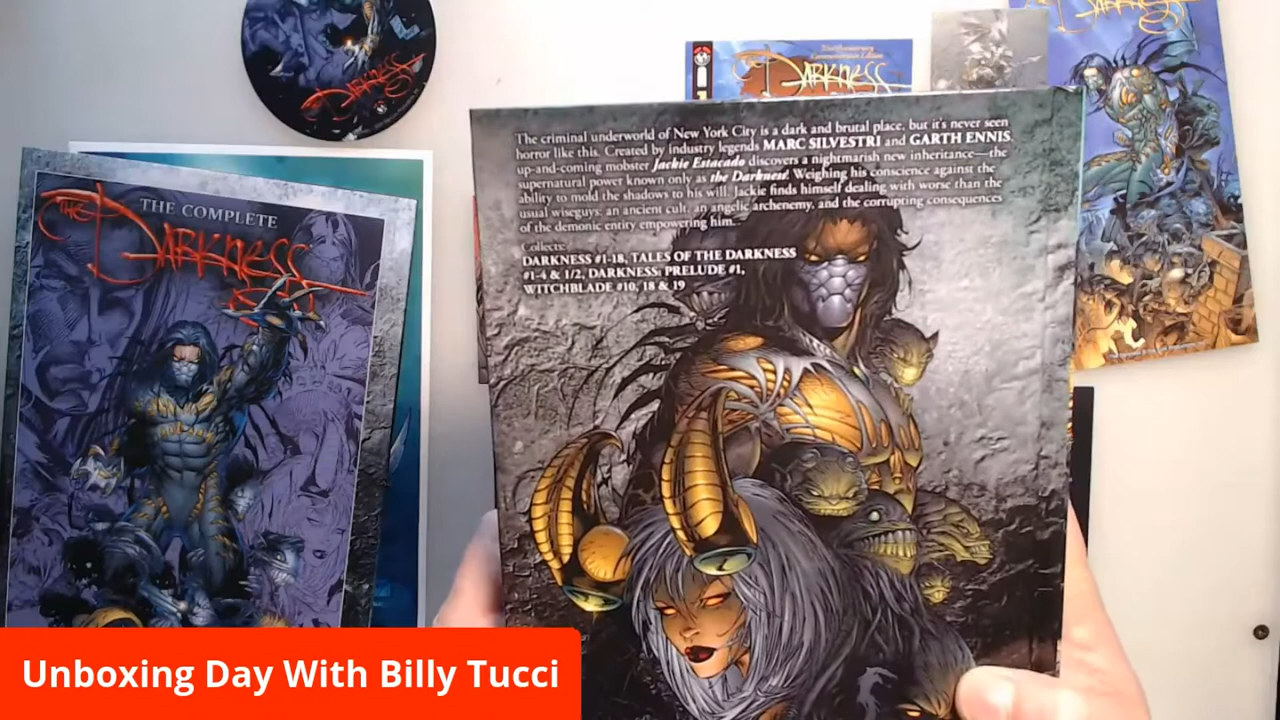 DARKNESS
THE
DARKNESS
DARKNESS
THE COMPLETE
THE
DARKNESS
The criminal underworld of New York City is a dark and brutal place, but it's never seen
horror like this. Created by industry legends MARC SILVESTRI and GARTH ENNIS,
up-and-coming mobster Jackie Estacado discovers a nightmarish new inheritance—the
supernatural power known only as the Darkness! Weighing his conscience against the
ability to mold the shadows to his will, Jackie finds himself dealing with worse than the
usual wiseguys: an ancient cult, an angelic archenemy, and the corrupting consequences
of the demonic entity empowering him...
Collects:
DARKNESS #1-18, TALES OF THE DARKNESS
#1-4 & 1/2, DARKNESS: PRELUDE #1,
WITCHBLADE #10, 18 & 19
Unboxing Day With Billy Tucci